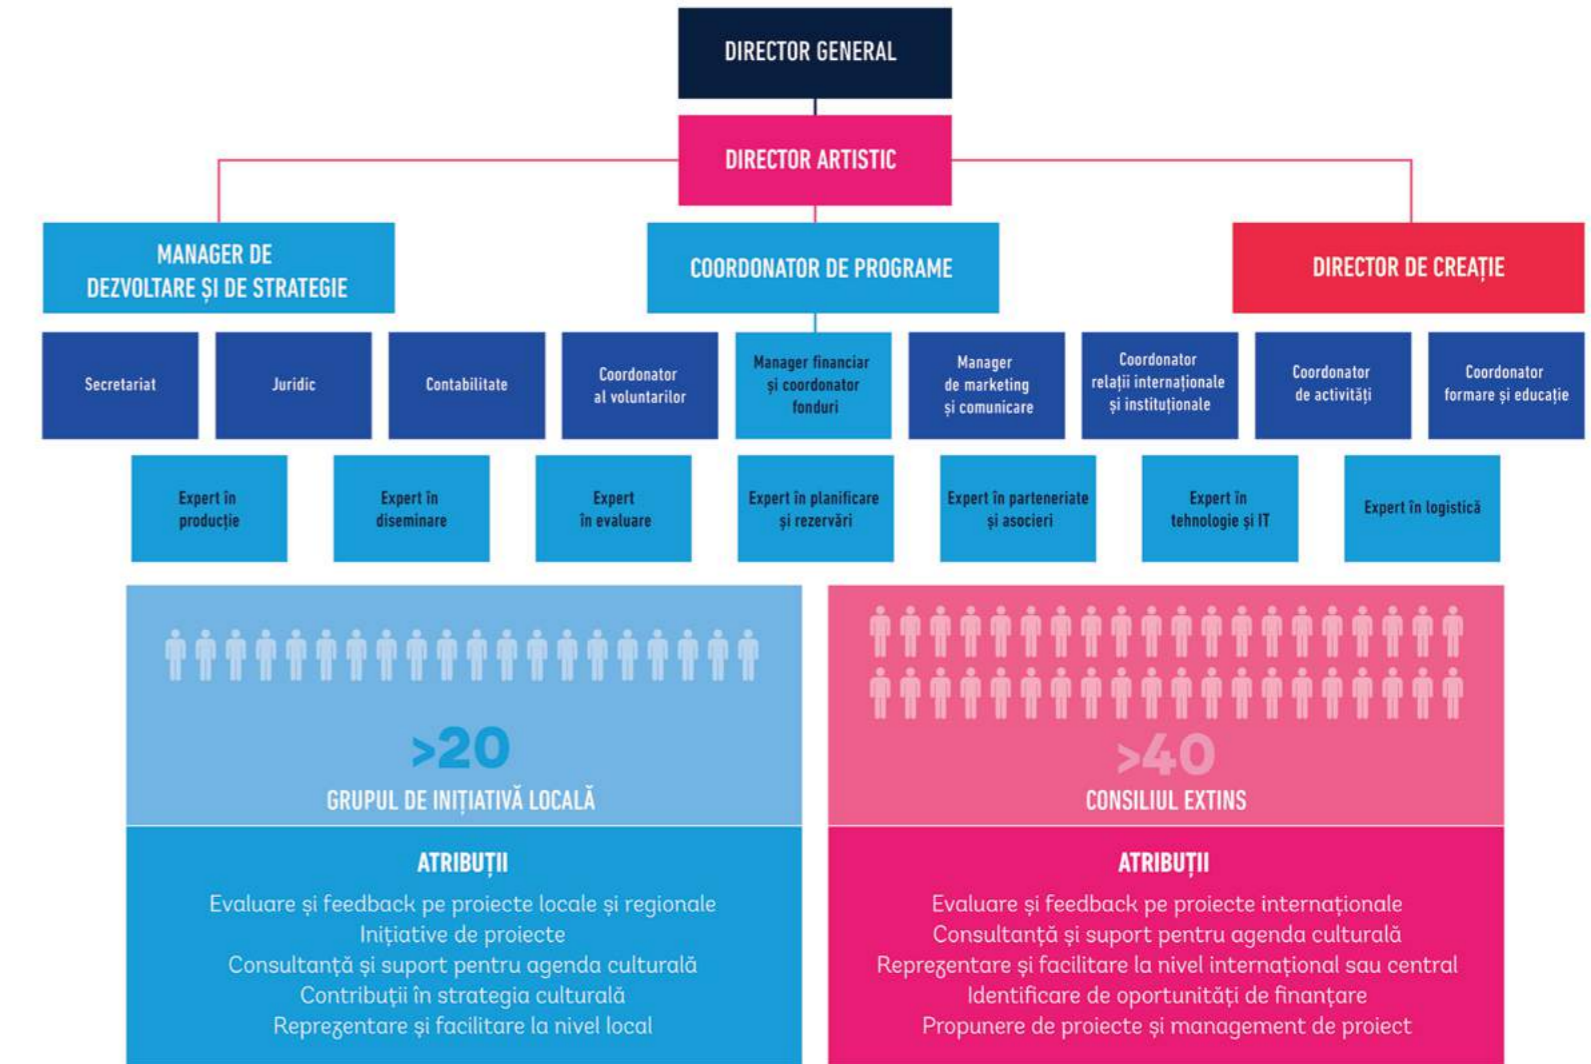 DIRECTOR GENERAL
DIRECTOR ARTISTIC
MANAGER DE
DEZVOLTARE ȘI DE STRATEGIE
COORDONATOR DE PROGRAME
DIRECTOR DE CREAȚIE
Secretariat
Juridic
Contabilitate
Coordonator
al voluntarilor
Manager financiar
și coordonator
fonduri
Manager
de marketing
și comunicare
Coordonator
relații internaționale
și instituționale
Coordonator
de activități
Coordonator
formare și educație
Expert în
producție
Expert în
diseminare
Expert
în evaluare
Expert în planificare
și rezervări
Expert în parteneriate
și asocieri
Expert în
tehnologie și IT
Expert în logistică
>20
GRUPUL DE INIȚIATIVĂ LOCALĂ
ATRIBUȚII
Evaluare și feedback pe proiecte locale și regionale
Inițiative de proiecte
Consultanță și suport pentru agenda culturală
Contribuții în strategia culturală
Reprezentare și facilitare la nivel local
>40
CONSILIUL EXTINS
ATRIBUȚII
Evaluare și feedback pe proiecte internaționale
Consultanță și suport pentru agenda culturală
Reprezentare și facilitare la nivel internațional sau central
Identificare de oportunități de finanțare
Propunere de proiecte și management de proiect